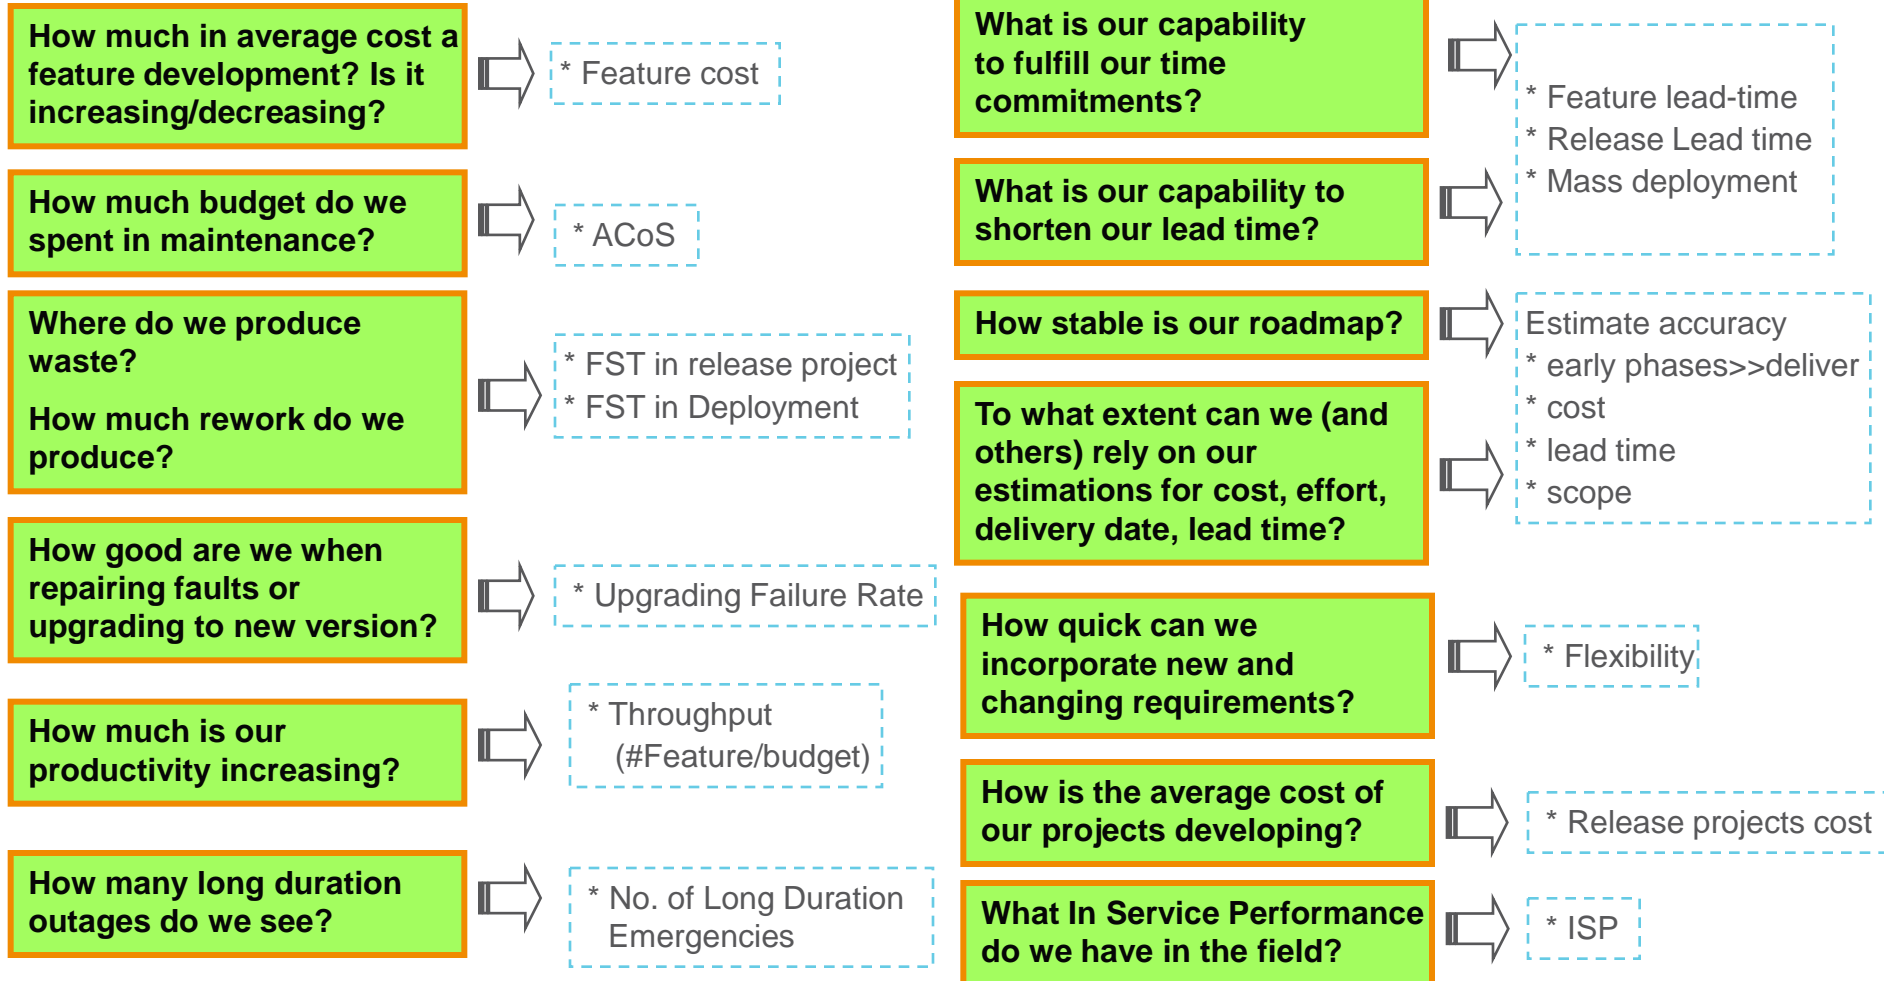 How much in average cost a
feature development? Is it
increasing/decreasing?
* Feature cost
How much budget do we
spent in maintenance?
* ACoS
Where do we produce
waste?
How much rework do we
produce?
* FST in release project
* FST in Deployment
How good are we when
repairing faults or
upgrading to new version?
* Upgrading Failure Rate
How much is our
productivity increasing?
* Throughput
(#Feature/budget)
How many long duration
outages do we see?
* No. of Long Duration
Emergencies
What is our capability
to fulfill our time
commitments?
What is our capability to
shorten our lead time?
* Feature lead-time
* Release Lead time
* Mass deployment
How stable is our roadmap?
To what extent can we (and
others) rely on our
estimations for cost, effort,
delivery date, lead time?
Estimate accuracy
* early phases>>deliver
* cost
* lead time
* scope
How quick can we
incorporate new and
changing requirements?
* Flexibility
How is the average cost of
our projects developing?
* Release projects cost
What In Service Performance
do we have in the field?
* ISP